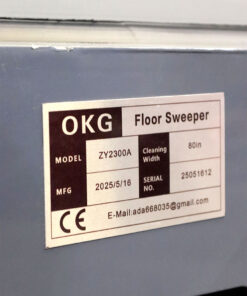 OKG Floor Sweeper
MODEL ZY2300A Cleaning Width 80in
MFG 2025/5/16 SERIAL NO. 25051612
CE E-Mail:ada668035@gmail.com